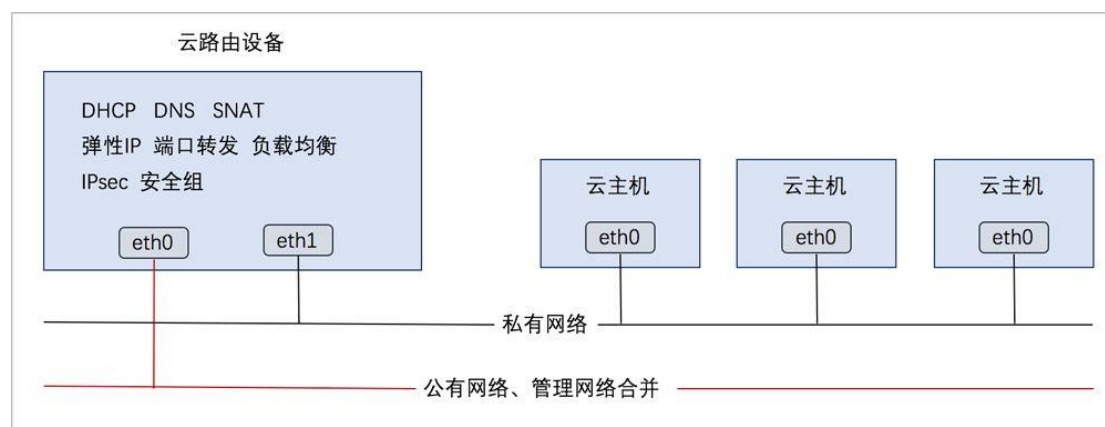 云路由设备
DHCP DNS SNAT
弹性IP 端口转发 负载均衡
IPsec 安全组
eth0
eth1
云主机
eth0
云主机
eth0
云主机
eth0
私有网络
公有网络、管理网络合并